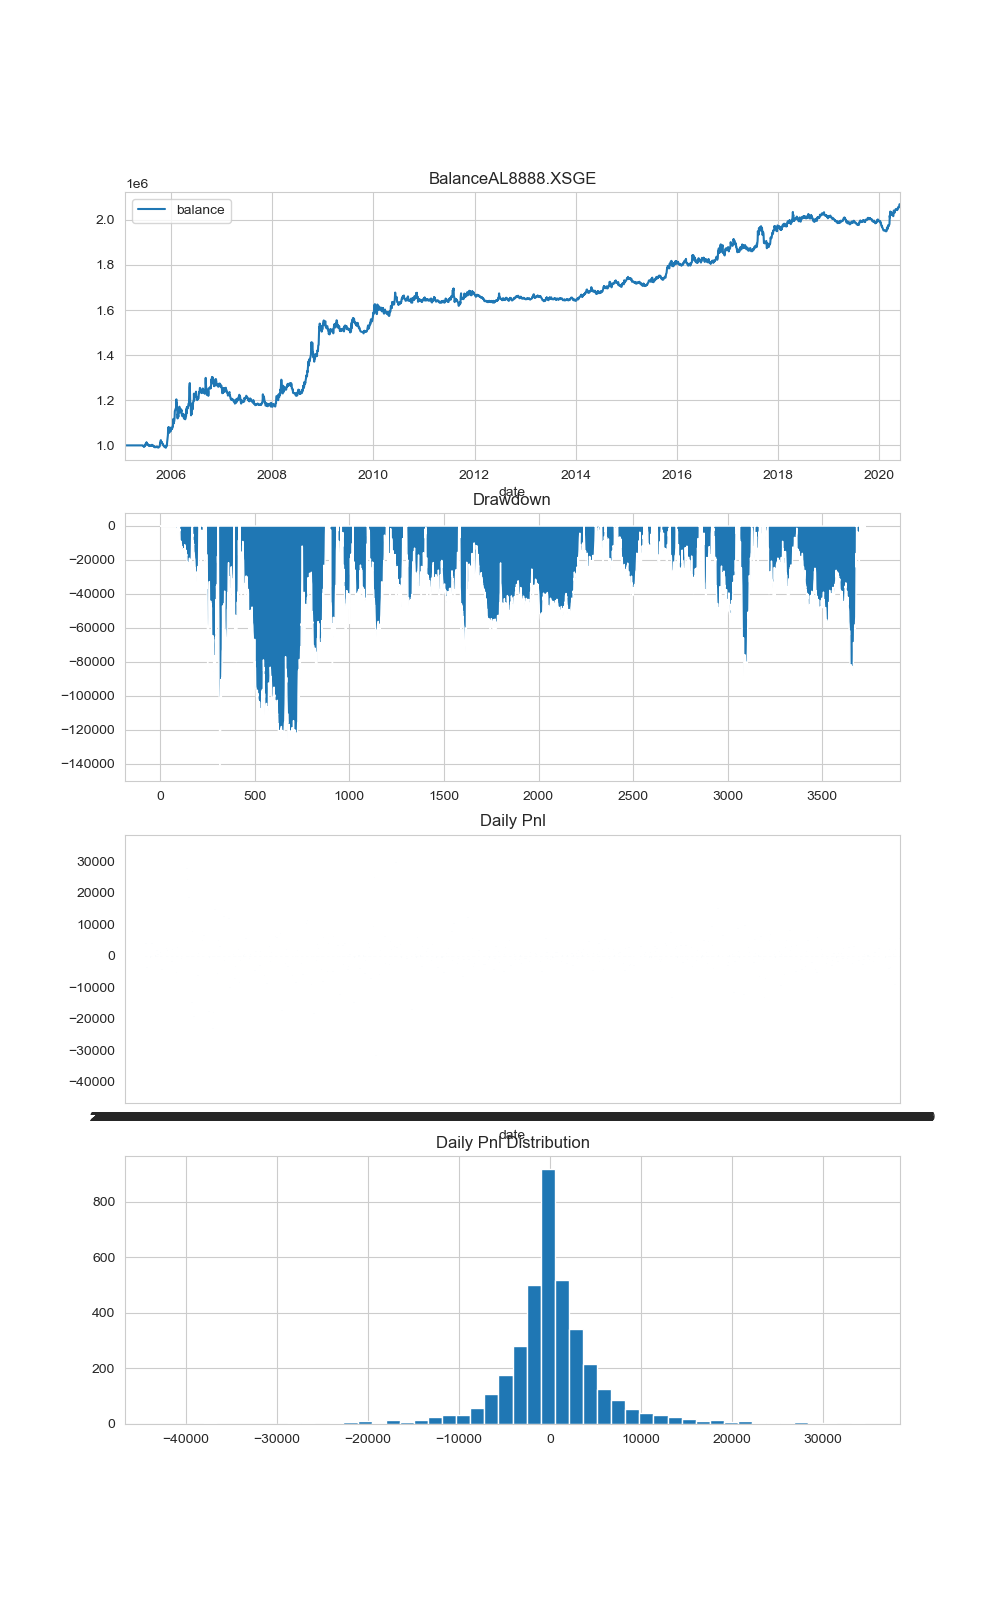 BalanceAL8888.XSGE
1e6
balance
2.0
1.8
1.6
1.4
1.2
1.0
2006 2008 2010 2012 2014 2016 2018 2020
date
Drawdown
0
−20000
−40000
−60000
−80000
−100000
−120000
−140000
0 500 1000 1500 2000 2500 3000 3500
Daily Pnl
30000
20000
10000
0
−10000
−20000
−30000
−40000
date
Daily Pnl Distribution
800
600
400
200
0
−40000 −30000 −20000 −10000 0 10000 20000 30000